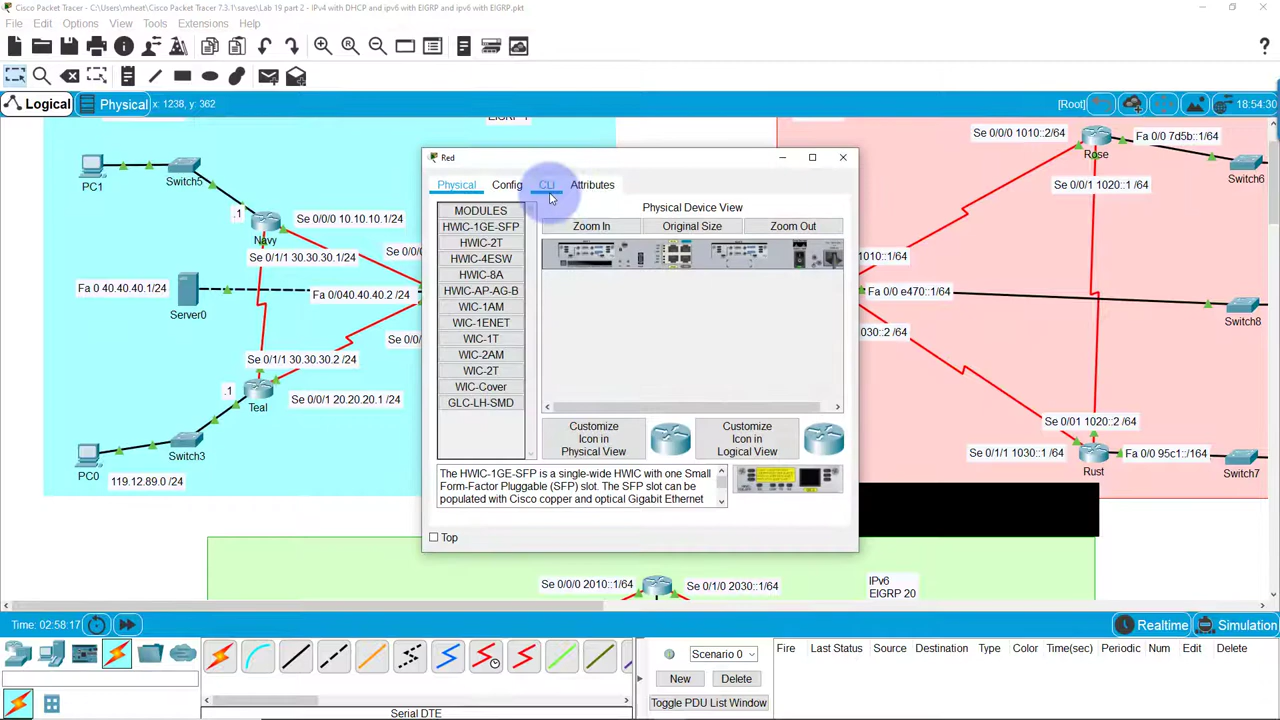 Cisco Packet Tracer - C:\Users\mheat\Cisco Packet Tracer 7.3.1\saves\Lab 19 part 2 - IPv4 with DHCP and ipv6 with EIGRP and ipv6 with EIGRP.pkt
File Edit Options View Tools Extensions Help
Logical Physical x: 1238, y: 362 [Root] 18:54:30
PC1
Switch5
.1
Navy
Se 0/0/0 10.10.10.1/24
Se 0/1/1 30.30.30.1/24
Fa 0 40.40.40.1/24
Server0
Fa 0/040.40.40.2 /24
Se 0/1/1 30.30.30.2 /24
.1
Teal
Se 0/0/1 20.20.20.1 /24
Switch3
PC0
119.12.89.0 /24
Red
Physical Config CLI Attributes
MODULES
HWIC-1GE-SFP
HWIC-2T
HWIC-4ESW
HWIC-8A
HWIC-AP-AG-B
WIC-1AM
WIC-1ENET
WIC-1T
WIC-2AM
WIC-2T
WIC-Cover
GLC-LH-SMD
Physical Device View
Zoom In Original Size Zoom Out
Customize
Icon in
Physical View
Customize
Icon in
Logical View
The HWIC-1GE-SFP is a single-wide HWIC with one Small
Form-Factor Pluggable (SFP) slot. The SFP slot can be
populated with Cisco copper and optical Gigabit Ethernet
Top
Se 0/0/0 1010::2/64
Rose
Fa 0/0 7d5b::1/64
Switch6
Se 0/0/1 1020::1 /64
1010::1/64
Fa 0/0 e470::1/64
Switch8
030::2 /64
Se 0/01 1020::2 /64
Se 0/1/1 1030::1 /64
Rust
Fa 0/0 95c1::/164
Switch7
Se 0/0/0 2010::1/64
Se 0/1/0 2030::1/64
IPv6
EIGRP 20
Time: 02:58:17 Realtime Simulation
Scenario 0
New Delete
Toggle PDU List Window
Fire Last Status Source Destination Type Color Time(sec) Periodic Num Edit Delete
Serial DTE